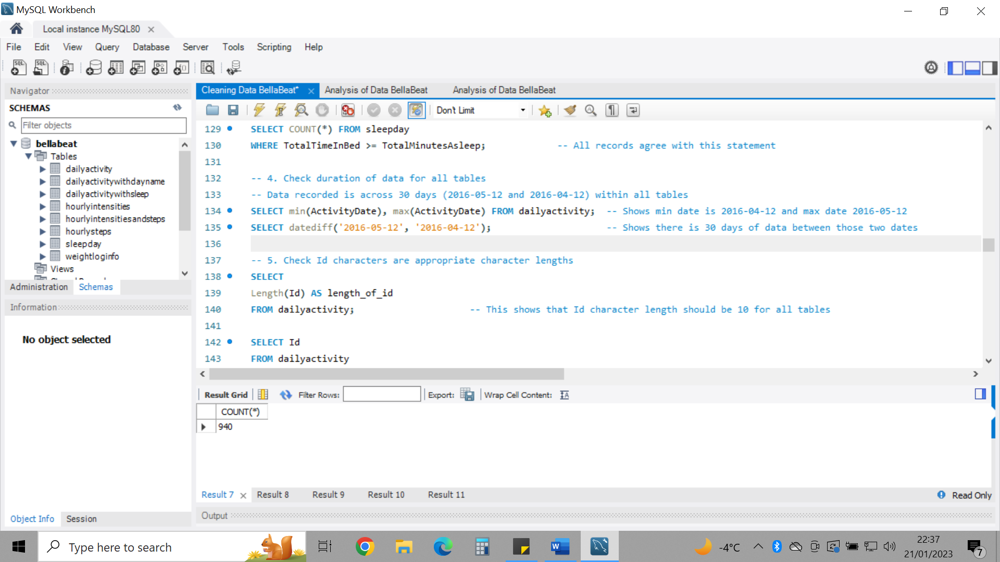 MySQL Workbench
Local instance MySQL80
File Edit View Query Database Server Tools Scripting Help
Navigator
SCHEMAS
Filter objects
bellabeat
Tables
dailyactivity
dailyactivitywithdayname
dailyactivitywithsleep
hourlyintensities
hourlyintensitiesandsteps
hourlysteps
sleepday
weightloginfo
Views
Administration Schemas
Information
No object selected
Object Info Session
Cleaning Data BellaBeat* Analysis of Data BellaBeat Analysis of Data BellaBeat
Don't Limit
129 SELECT COUNT(*) FROM sleepday
130 WHERE TotalTimeInBed >= TotalMinutesAsleep; -- All records agree with this statement
131
132 -- 4. Check duration of data for all tables
133 -- Data recorded is across 30 days (2016-05-12 and 2016-04-12) within all tables
134 SELECT min(ActivityDate), max(ActivityDate) FROM dailyactivity; -- Shows min date is 2016-04-12 and max date 2016-05-12
135 SELECT datediff('2016-05-12', '2016-04-12'); -- Shows there is 30 days of data between those two dates
136
137 -- 5. Check Id characters are appropriate character lengths
138 SELECT
139 Length(Id) AS length_of_id
140 FROM dailyactivity; -- This shows that Id character length should be 10 for all tables
141
142 SELECT Id
143 FROM dailyactivity
Result Grid Filter Rows: Export: Wrap Cell Content:
COUNT(*)
940
Result 7 Result 8 Result 9 Result 10 Result 11
Read Only
Output
Type here to search
-4°C
22:37
21/01/2023
7